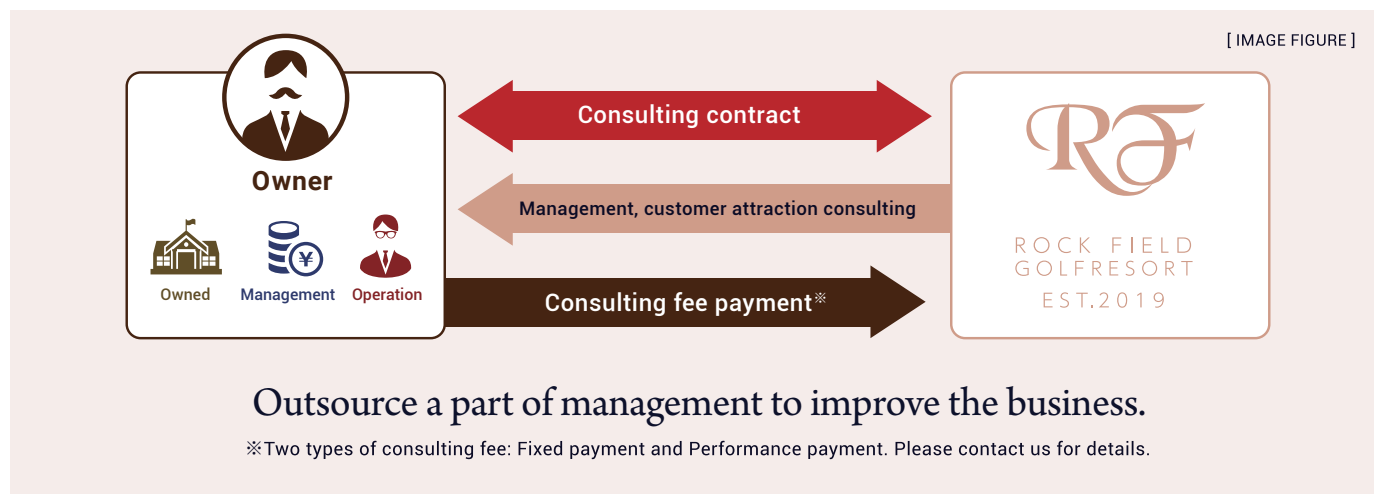 [ IMAGE FIGURE ]
Owner
Owned
Management
Operation
¥
Consulting contract
Management, customer attraction consulting
Consulting fee payment※
RF
ROCK FIELD
GOLFRESORT
EST.2019
Outsource a part of management to improve the business.
※Two types of consulting fee: Fixed payment and Performance payment. Please contact us for details.